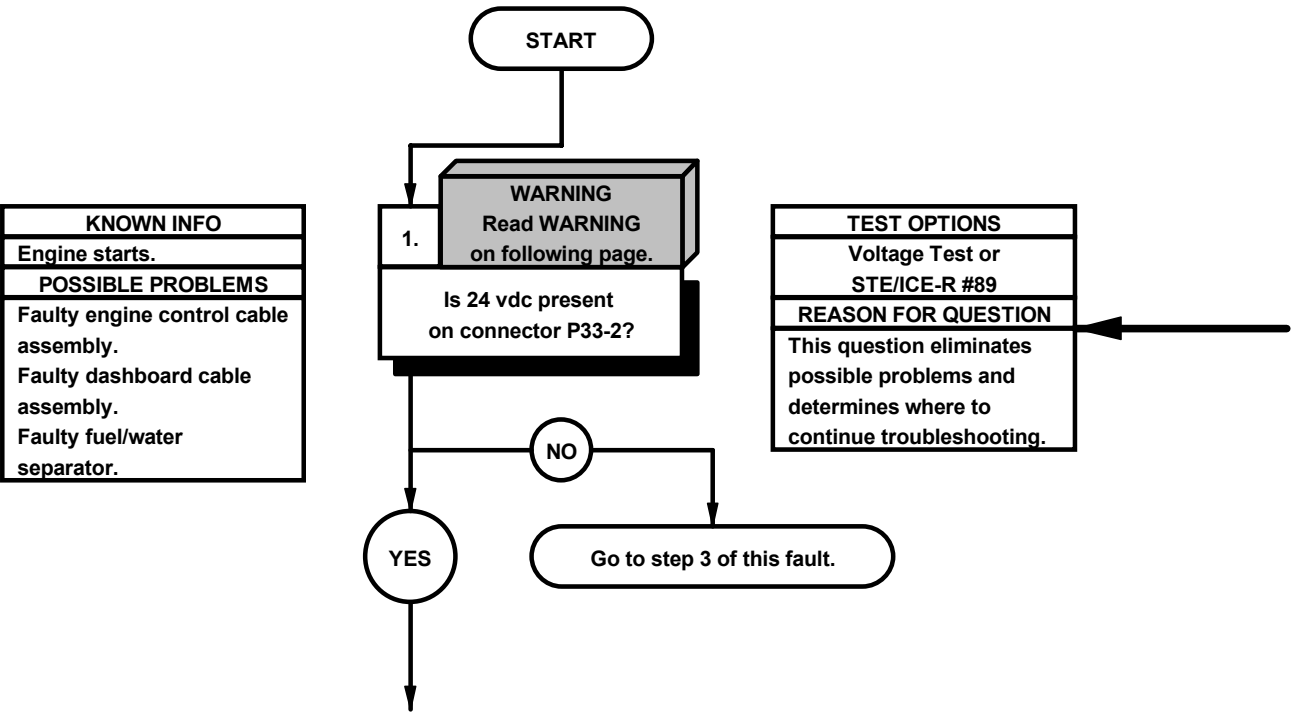 START
KNOWN INFO
Engine starts.
POSSIBLE PROBLEMS
Faulty engine control cable
assembly.
Faulty dashboard cable
assembly.
Faulty fuel/water
separator.
1.
WARNING
Read WARNING
on following page.
Is 24 vdc present
on connector P33-2?
TEST OPTIONS
Voltage Test or
STE/ICE-R #89
REASON FOR QUESTION
This question eliminates
possible problems and
determines where to
continue troubleshooting.
NO
YES
Go to step 3 of this fault.